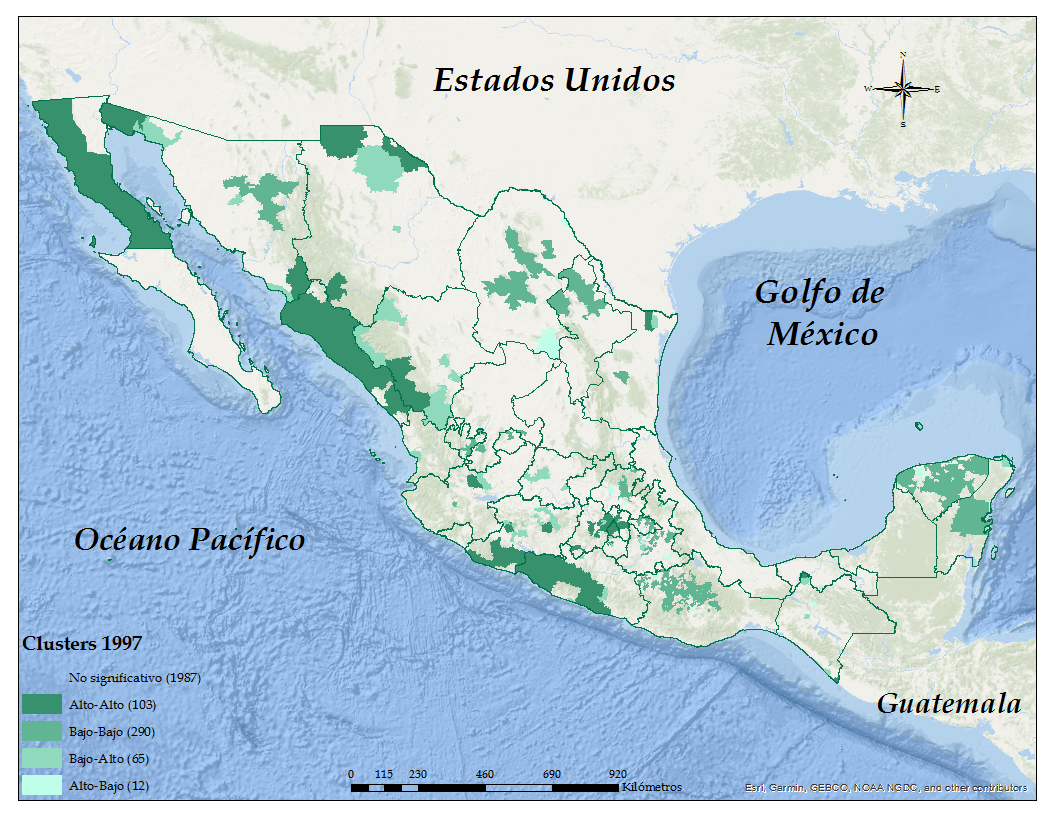 Estados Unidos
N
W
E
S
Golfo de
México
Océano Pacífico
Guatemala
Clusters 1997
No significativo (1987)
Alto-Alto (103)
Bajo-Bajo (290)
Bajo-Alto (65)
Alto-Bajo (12)
0 115 230 460 690 920
Kilómetros
Esri, Garmin, GEBCO, NOAA NGDC, and other contributors